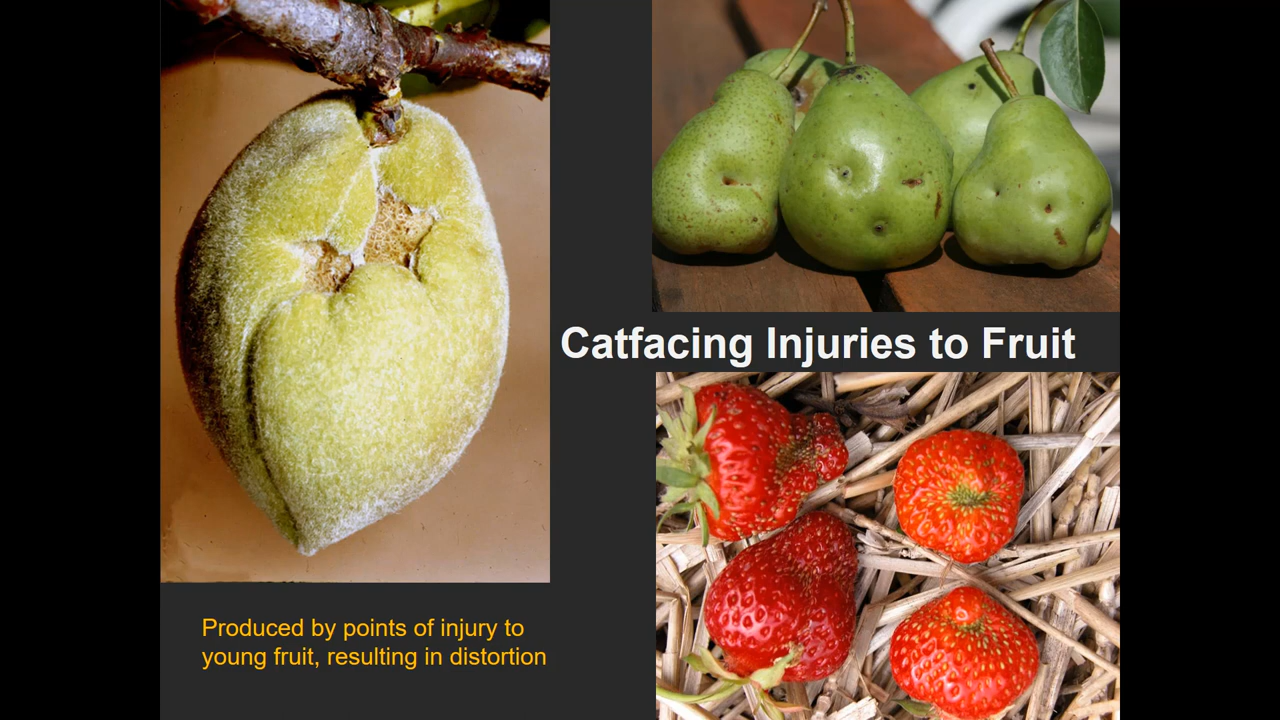 Catfacing Injuries to Fruit
Produced by points of injury to
young fruit, resulting in distortion